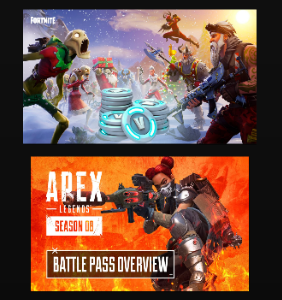 FORTNITE
V
APEX
LEGENDS
SEASON 08
BATTLE PASS OVERVIEW